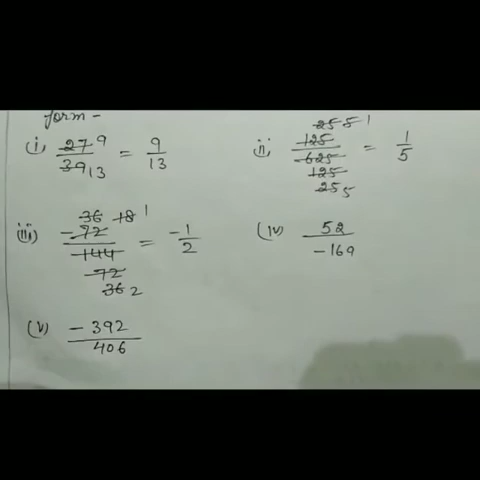 form -
(i) 27 9 / 39 13 = 9/13
(ii) 25 5 1 / 125 / -625 / 125 / 25 5 = 1/5
(iii) 36 18 1 / -72 / 144 / 72 / 36 2 = -1/2
(iv) 52 / -169
(v) -392 / 406